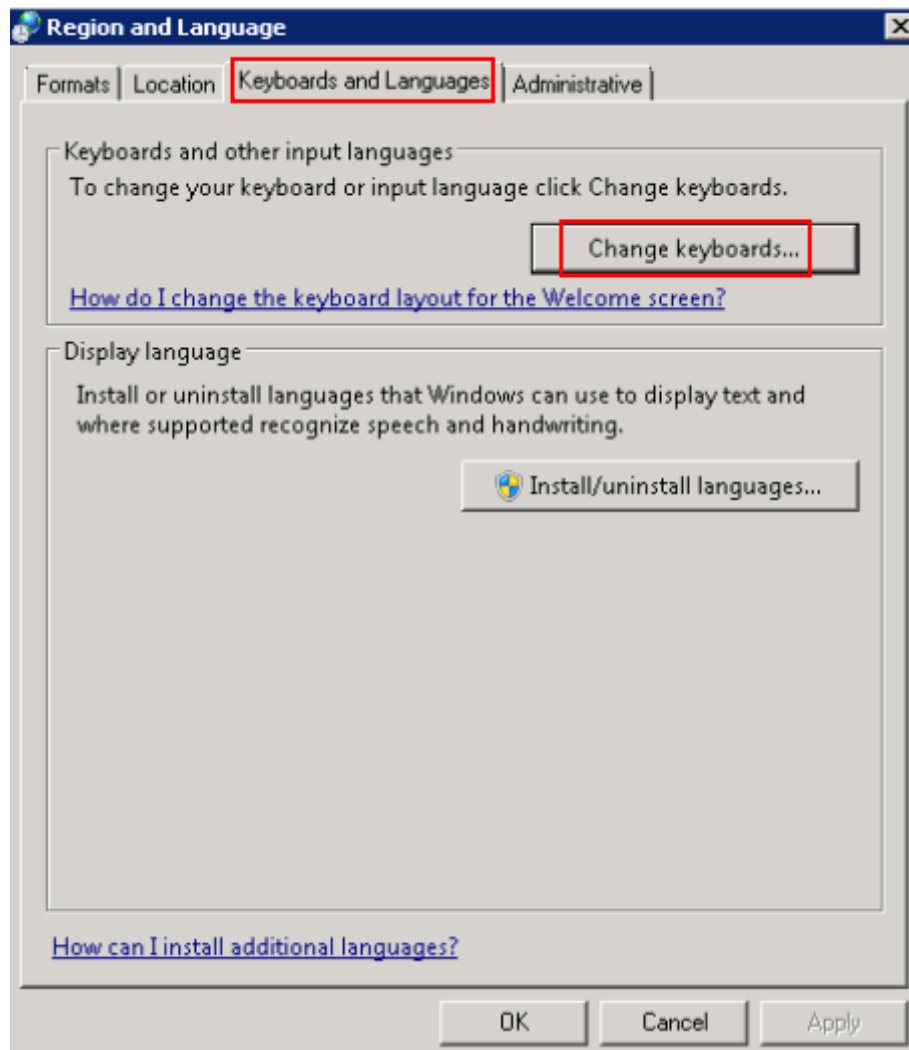 Region and Language
Formats Location Keyboards and Languages Administrative
Keyboards and other input languages
To change your keyboard or input language click Change keyboards.
Change keyboards...
How do I change the keyboard layout for the Welcome screen?
Display language
Install or uninstall languages that Windows can use to display text and
where supported recognize speech and handwriting.
Install/uninstall languages...
How can I install additional languages?
OK Cancel Apply